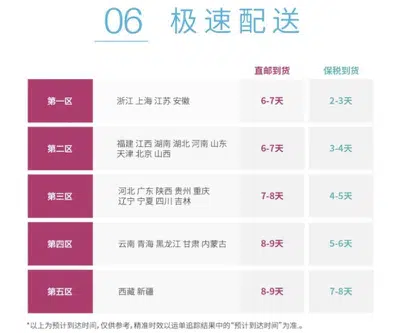 06 极速配送
直邮到货 保税到货
第一区 浙江 上海 江苏 安徽 6-7天 2-3天
第二区 福建 江西 湖南 湖北 河南 山东 6-7天 3-4天
天津 北京 山西
第三区 河北 广东 陕西 贵州 重庆 7-8天 4-5天
辽宁 宁夏 四川 吉林
第四区 云南 青海 黑龙江 甘肃 内蒙古 8-9天 5-6天
第五区 西藏 新疆 8-9天 7-8天
*以上为预计到达时间,仅供参考,精准时效以运单追踪结果中的“预计到达时间”为准。